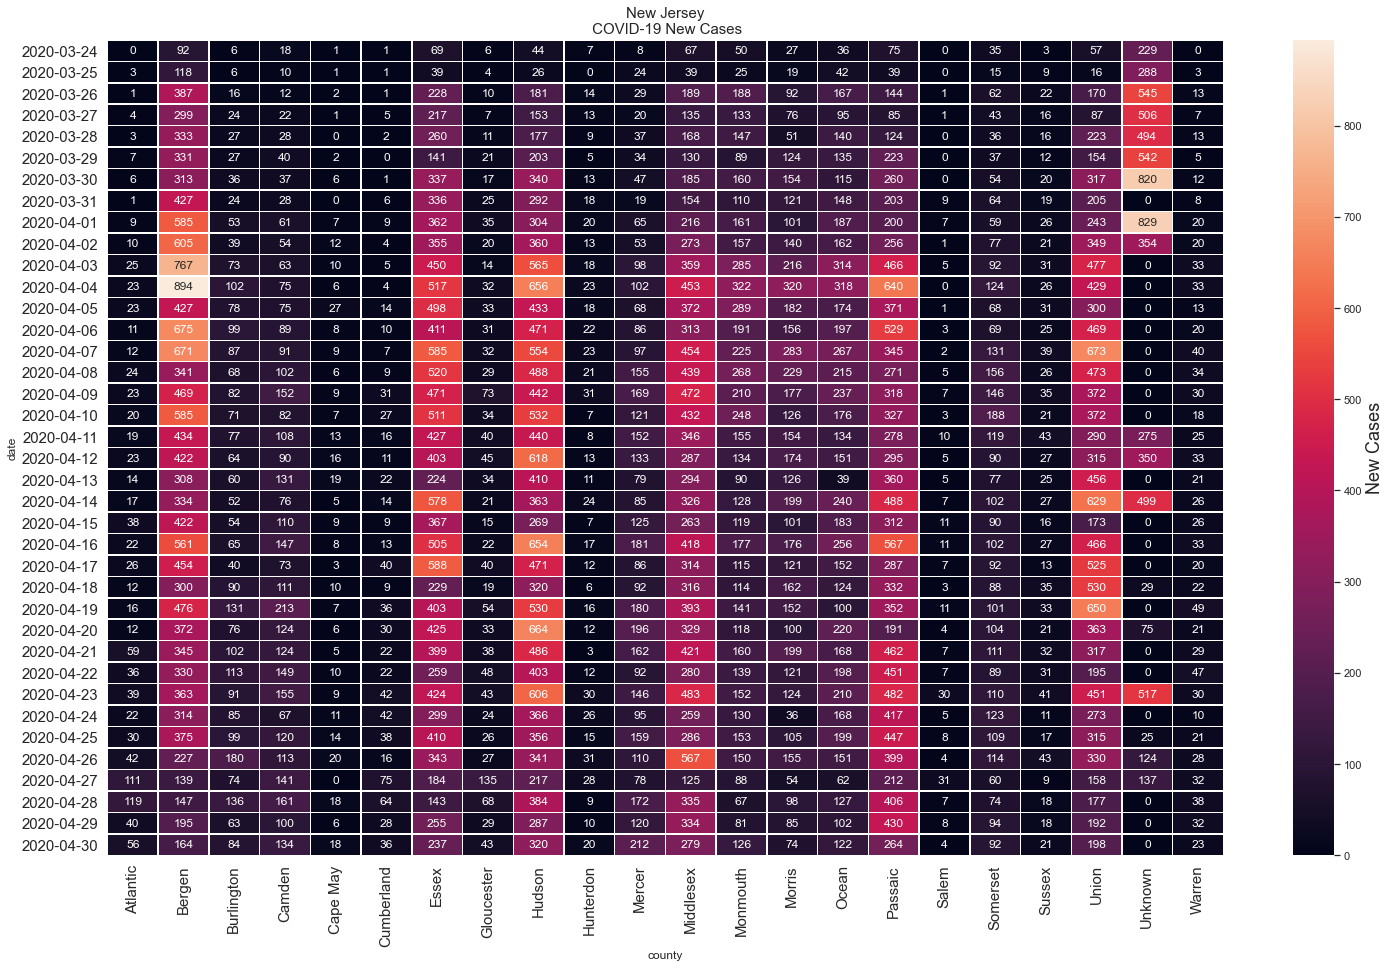 New Jersey
COVID-19 New Cases
2020-03-24 0 92 6 18 1 1 69 6 44 7 8 67 50 27 36 75 0 35 3 57 229 0
2020-03-25 3 118 6 10 1 1 39 4 26 0 24 39 25 19 42 39 0 15 9 16 288 3
2020-03-26 1 387 16 12 2 1 228 10 181 14 29 189 188 92 167 144 1 62 22 170 545 13
2020-03-27 4 299 24 22 1 5 217 7 153 13 20 135 133 76 95 85 1 43 16 87 506 7
2020-03-28 3 333 27 28 0 2 260 11 177 9 37 168 147 51 140 124 0 36 16 223 494 13
2020-03-29 7 331 27 40 2 0 141 21 203 5 34 130 89 124 135 223 0 37 12 154 542 5
2020-03-30 6 313 36 37 6 1 337 17 340 13 47 185 160 154 115 260 0 54 20 317 820 12
2020-03-31 1 427 24 28 0 6 336 25 292 18 19 154 110 121 148 203 9 64 19 205 0 8
2020-04-01 9 585 53 61 7 9 362 35 304 20 65 216 161 101 187 200 7 59 26 243 829 20
2020-04-02 10 605 39 54 12 4 355 20 360 13 53 273 157 140 162 256 1 77 21 349 354 20
2020-04-03 25 767 73 63 10 5 450 14 565 18 98 359 285 216 314 466 5 92 31 477 0 33
2020-04-04 23 894 102 75 6 4 517 32 656 23 102 453 322 320 318 640 0 124 26 429 0 33
2020-04-05 23 427 78 75 27 14 498 33 433 18 68 372 289 182 174 371 1 68 31 300 0 13
2020-04-06 11 675 99 89 8 10 411 31 471 22 86 313 191 156 197 529 3 69 25 469 0 20
2020-04-07 12 671 87 91 9 7 585 32 554 23 97 454 225 283 267 345 2 131 39 673 0 40
2020-04-08 24 341 68 102 6 9 520 29 488 21 155 439 268 229 215 271 5 156 26 473 0 34
2020-04-09 23 469 82 152 9 31 471 73 442 31 169 472 210 177 237 318 7 146 35 372 0 30
2020-04-10 20 585 71 82 7 27 511 34 532 7 121 432 248 126 176 327 3 188 21 372 0 18
2020-04-11 19 434 77 108 13 16 427 40 440 8 152 346 155 154 134 278 10 119 43 290 275 25
2020-04-12 23 422 64 90 16 11 403 45 618 13 133 287 134 174 151 295 5 90 27 315 350 33
2020-04-13 14 308 60 131 19 22 224 34 410 11 79 294 90 126 39 360 5 77 25 456 0 21
2020-04-14 17 334 52 76 5 14 578 21 363 24 85 326 128 199 240 488 7 102 27 629 499 26
2020-04-15 38 422 54 110 9 9 367 15 269 7 125 263 119 101 183 312 11 90 16 173 0 26
2020-04-16 22 561 65 147 8 13 505 22 654 17 181 418 177 176 256 567 11 102 27 466 0 33
2020-04-17 26 454 40 73 3 40 588 40 471 12 86 314 115 121 152 287 7 92 13 525 0 20
2020-04-18 12 300 90 111 10 9 229 19 320 6 92 316 114 162 124 332 3 88 35 530 29 22
2020-04-19 16 476 131 213 7 36 403 54 530 16 180 393 141 152 100 352 11 101 33 650 0 49
2020-04-20 12 372 76 124 6 30 425 33 664 12 196 329 118 100 220 191 4 104 21 363 75 21
2020-04-21 59 345 102 124 5 22 399 38 486 3 162 421 160 199 168 462 7 111 32 317 0 29
2020-04-22 36 330 113 149 10 22 259 48 403 12 92 280 139 121 198 451 7 89 31 195 0 47
2020-04-23 39 363 91 155 9 42 424 43 606 30 146 483 152 124 210 482 30 110 41 451 517 30
2020-04-24 22 314 85 67 11 42 299 24 366 26 95 259 130 36 168 417 5 123 11 273 0 10
2020-04-25 30 375 99 120 14 38 410 26 356 15 159 286 153 105 199 447 8 109 17 315 25 21
2020-04-26 42 227 180 113 20 16 343 27 341 31 110 567 150 155 151 399 4 114 43 330 124 28
2020-04-27 111 139 74 141 0 75 184 135 217 28 78 125 88 54 62 212 31 60 9 158 137 32
2020-04-28 119 147 136 161 18 64 143 68 384 9 172 335 67 98 127 406 7 74 18 177 0 38
2020-04-29 40 195 63 100 6 28 255 29 287 10 120 334 81 85 102 430 8 94 18 192 0 32
2020-04-30 56 164 84 134 18 36 237 43 320 20 212 279 126 74 122 264 4 92 21 198 0 23
date
Atlantic Bergen Burlington Camden Cape May Cumberland Essex Gloucester Hudson Hunterdon Mercer Middlesex Monmouth Morris Ocean Passaic Salem Somerset Sussex Union Unknown Warren
county
800
700
600
500
400
300
200
100
0
New Cases